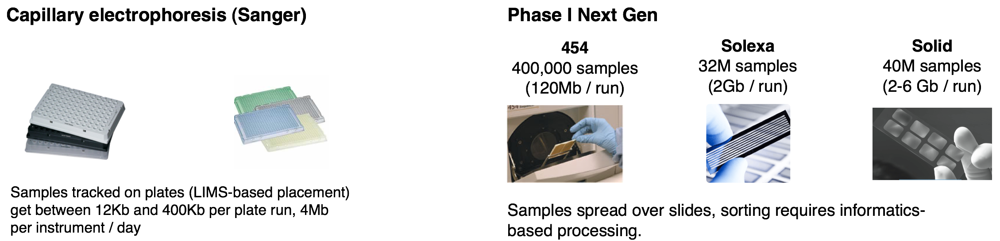 Capillary electrophoresis (Sanger)
Samples tracked on plates (LIMS-based placement)
get between 12Kb and 400Kb per plate run, 4Mb
per instrument / day
Phase I Next Gen
454
400,000 samples
(120Mb / run)
Solexa
32M samples
(2Gb / run)
Solid
40M samples
(2-6 Gb / run)
454
Samples spread over slides, sorting requires informatics-
based processing.